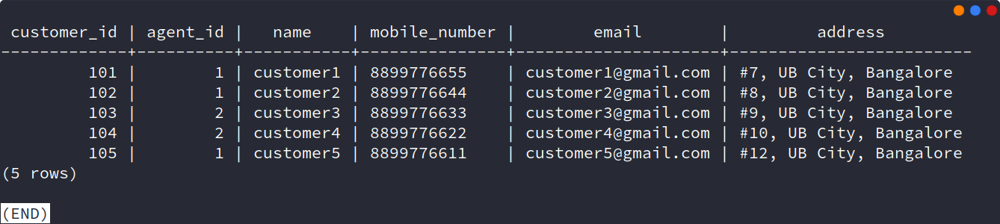 customer_id | agent_id |   name    | mobile_number |        email        |         address
-------------+----------+-----------+---------------+---------------------+-------------------------
         101 |        1 | customer1 | 8899776655    | customer1@gmail.com | #7, UB City, Bangalore
         102 |        1 | customer2 | 8899776644    | customer2@gmail.com | #8, UB City, Bangalore
         103 |        2 | customer3 | 8899776633    | customer3@gmail.com | #9, UB City, Bangalore
         104 |        2 | customer4 | 8899776622    | customer4@gmail.com | #10, UB City, Bangalore
         105 |        1 | customer5 | 8899776611    | customer5@gmail.com | #12, UB City, Bangalore
(5 rows)
(END)